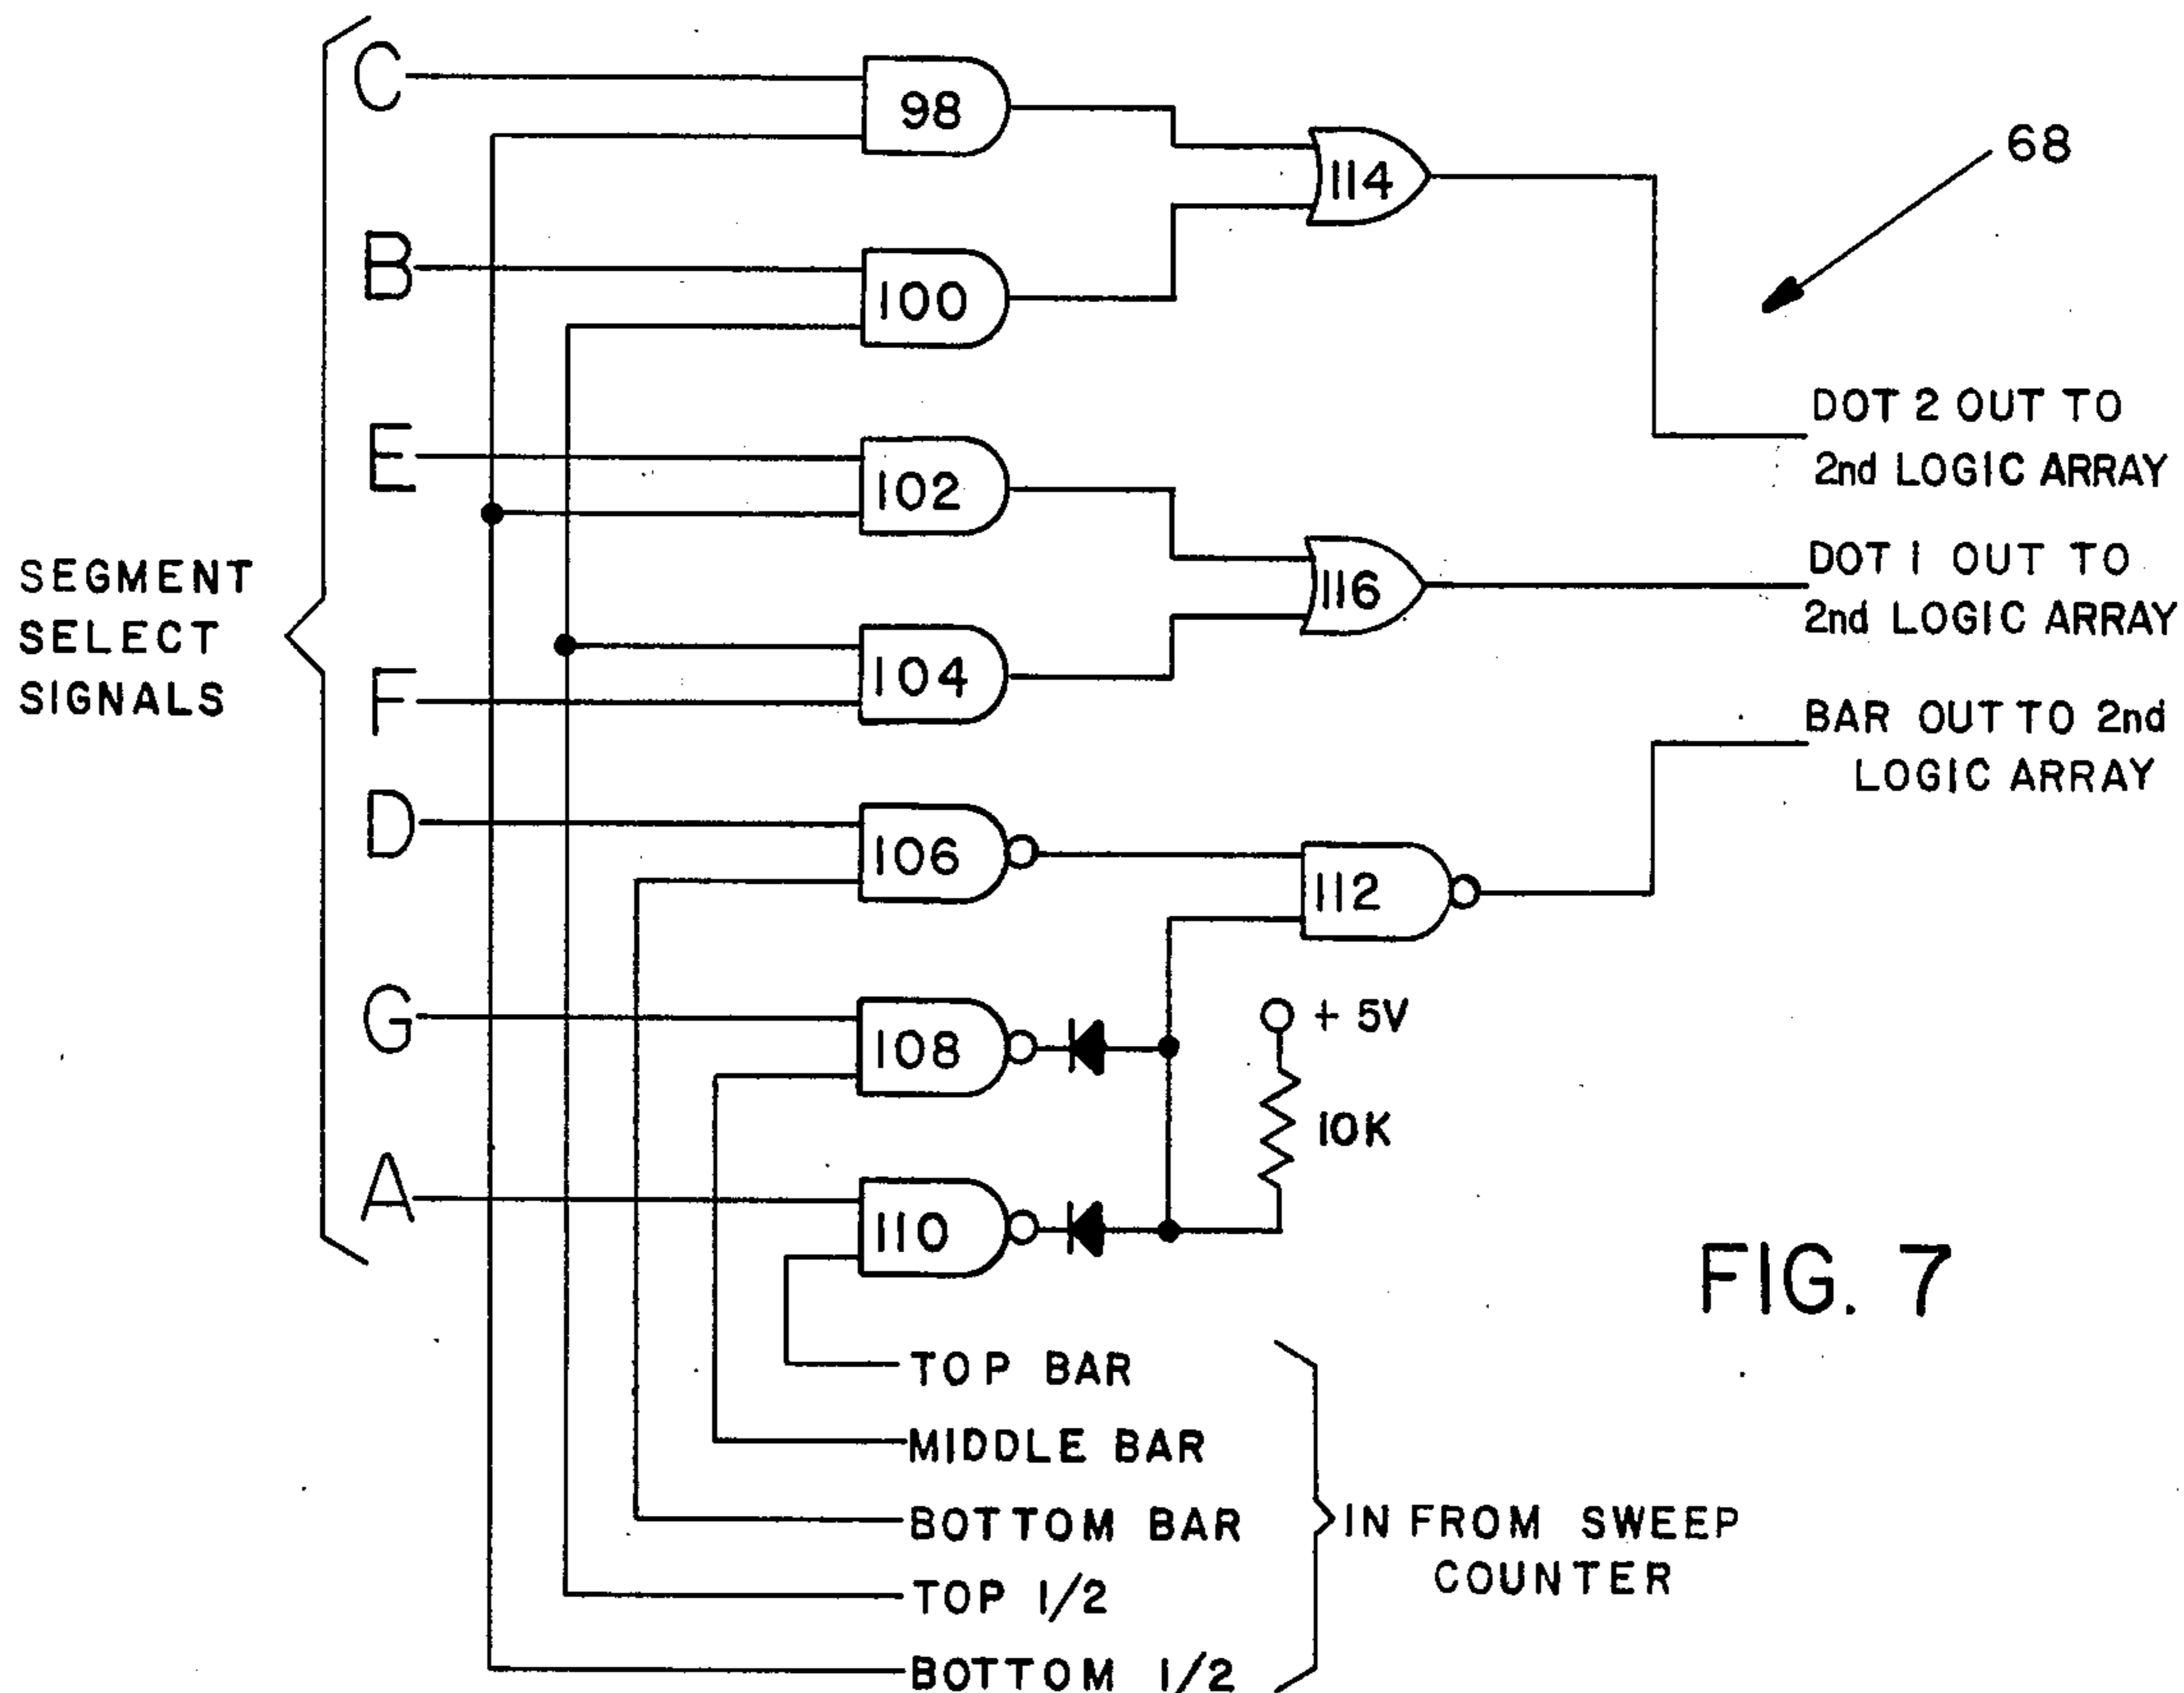 C
98
68
114
B
100
DOT 2 OUT TO
2nd LOGIC ARRAY
E
102
SEGMENT
SELECT
SIGNALS
DOT 1 OUT TO
2nd LOGIC ARRAY
116
F
104
BAR OUT TO 2nd
LOGIC ARRAY
D
106
112
G
108
+ 5V
10K
A
110
FIG. 7
TOP BAR
MIDDLE BAR
BOTTOM BAR
TOP 1/2
BOTTOM 1/2
IN FROM SWEEP
COUNTER